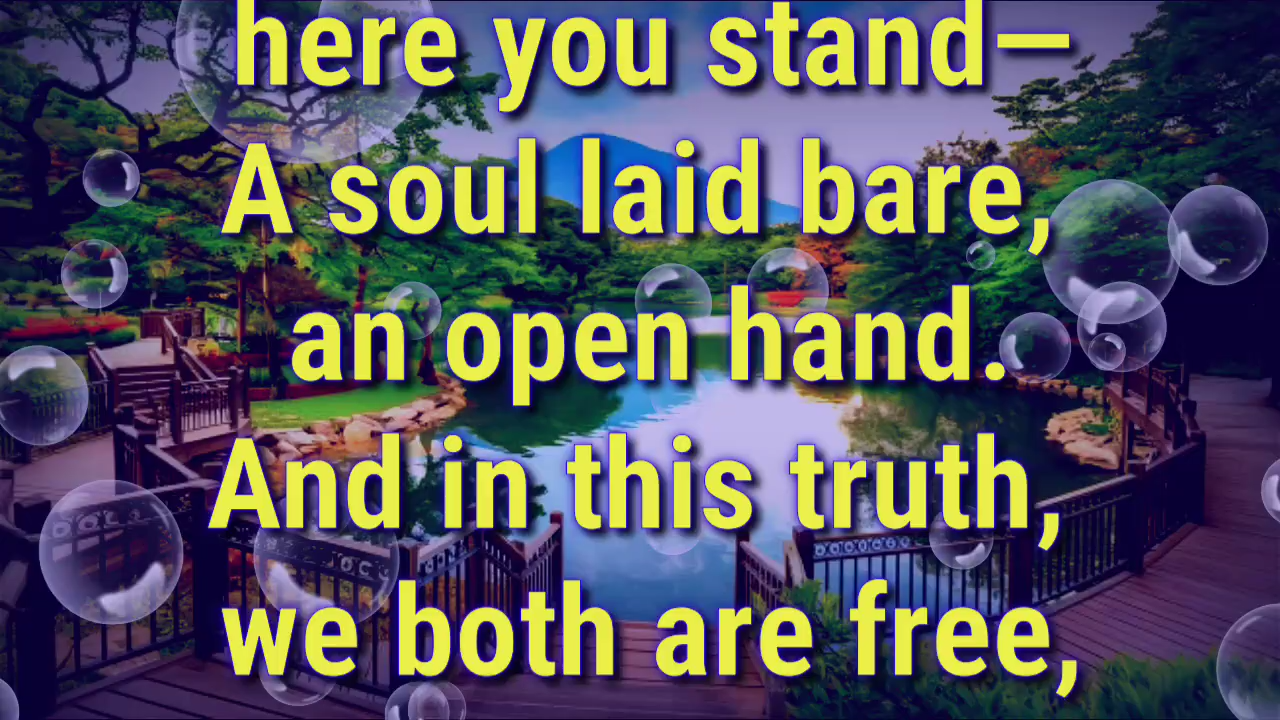 here you stand—
A soul laid bare,
an open hand.
And in this truth,
we both are free,